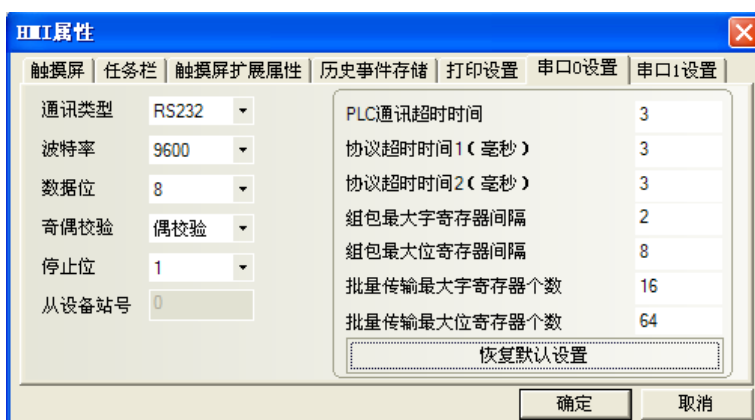 HMI属性
触摸屏 任务栏 触摸屏扩展属性 历史事件存储 打印设置 串口0设置 串口1设置
通讯类型 RS232
波特率 9600
数据位 8
奇偶校验 偶校验
停止位 1
从设备站号 0
PLC通讯超时时间 3
协议超时时间1(毫秒) 3
协议超时时间2(毫秒) 3
组包最大字寄存器间隔 2
组包最大位寄存器间隔 8
批量传输最大字寄存器个数 16
批量传输最大位寄存器个数 64
恢复默认设置
确定 取消